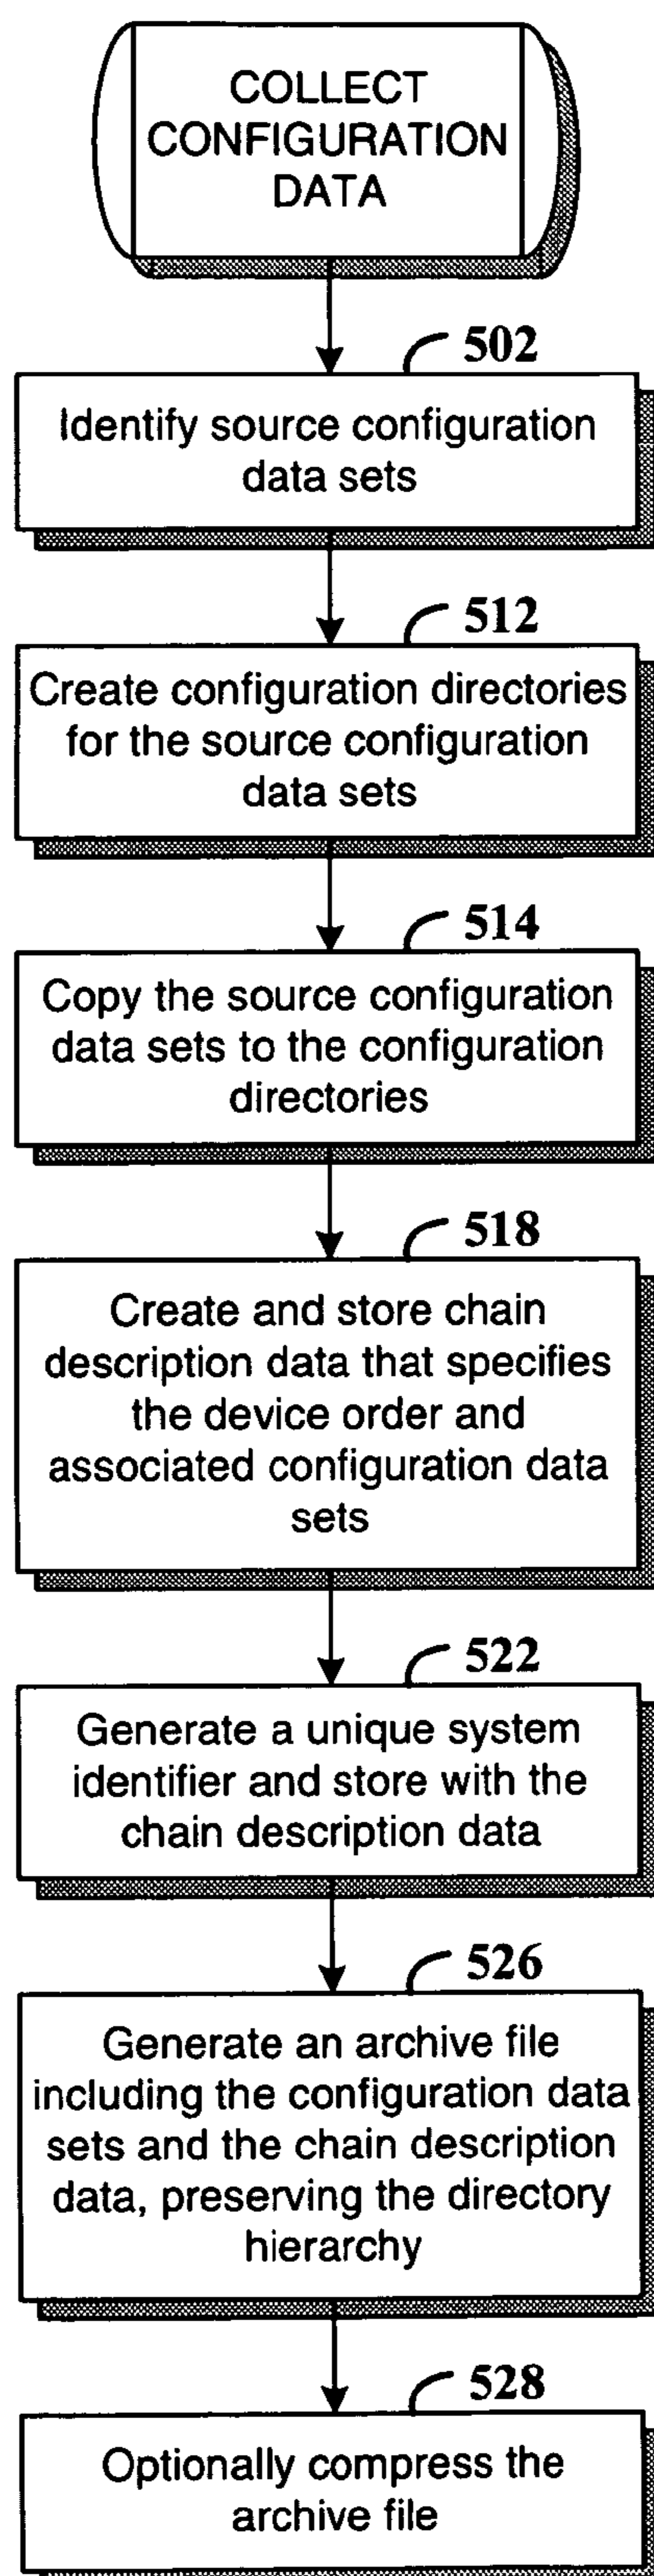 COLLECT
CONFIGURATION
DATA
502
Identify source configuration
data sets
512
Create configuration directories
for the source configuration
data sets
514
Copy the source configuration
data sets to the configuration
directories
518
Create and store chain
description data that specifies
the device order and
associated configuration data
sets
522
Generate a unique system
identifier and store with the
chain description data
526
Generate an archive file
including the configuration data
sets and the chain description
data, preserving the directory
hierarchy
528
Optionally compress the
archive file